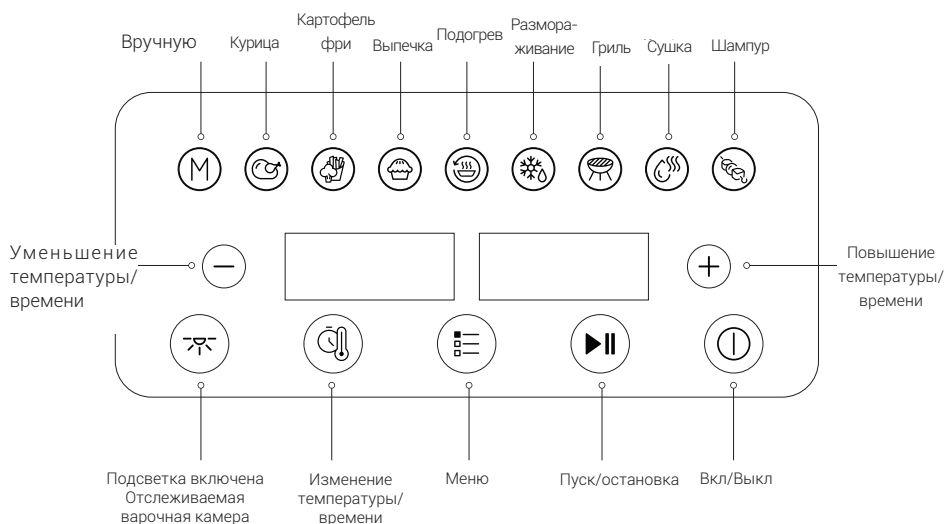 Вручную
Курица
Картофель
фри
Выпечка
Подогрев
Размора-
живание
Гриль
Сушка
Шампур
M
Уменьшение
температуры/
времени
Повышение
температуры/
времени
Подсветка включена
Отслеживаемая
варочная камера
Изменение
температуры/
времени
Меню
Пуск/остановка
Вкл/Выкл